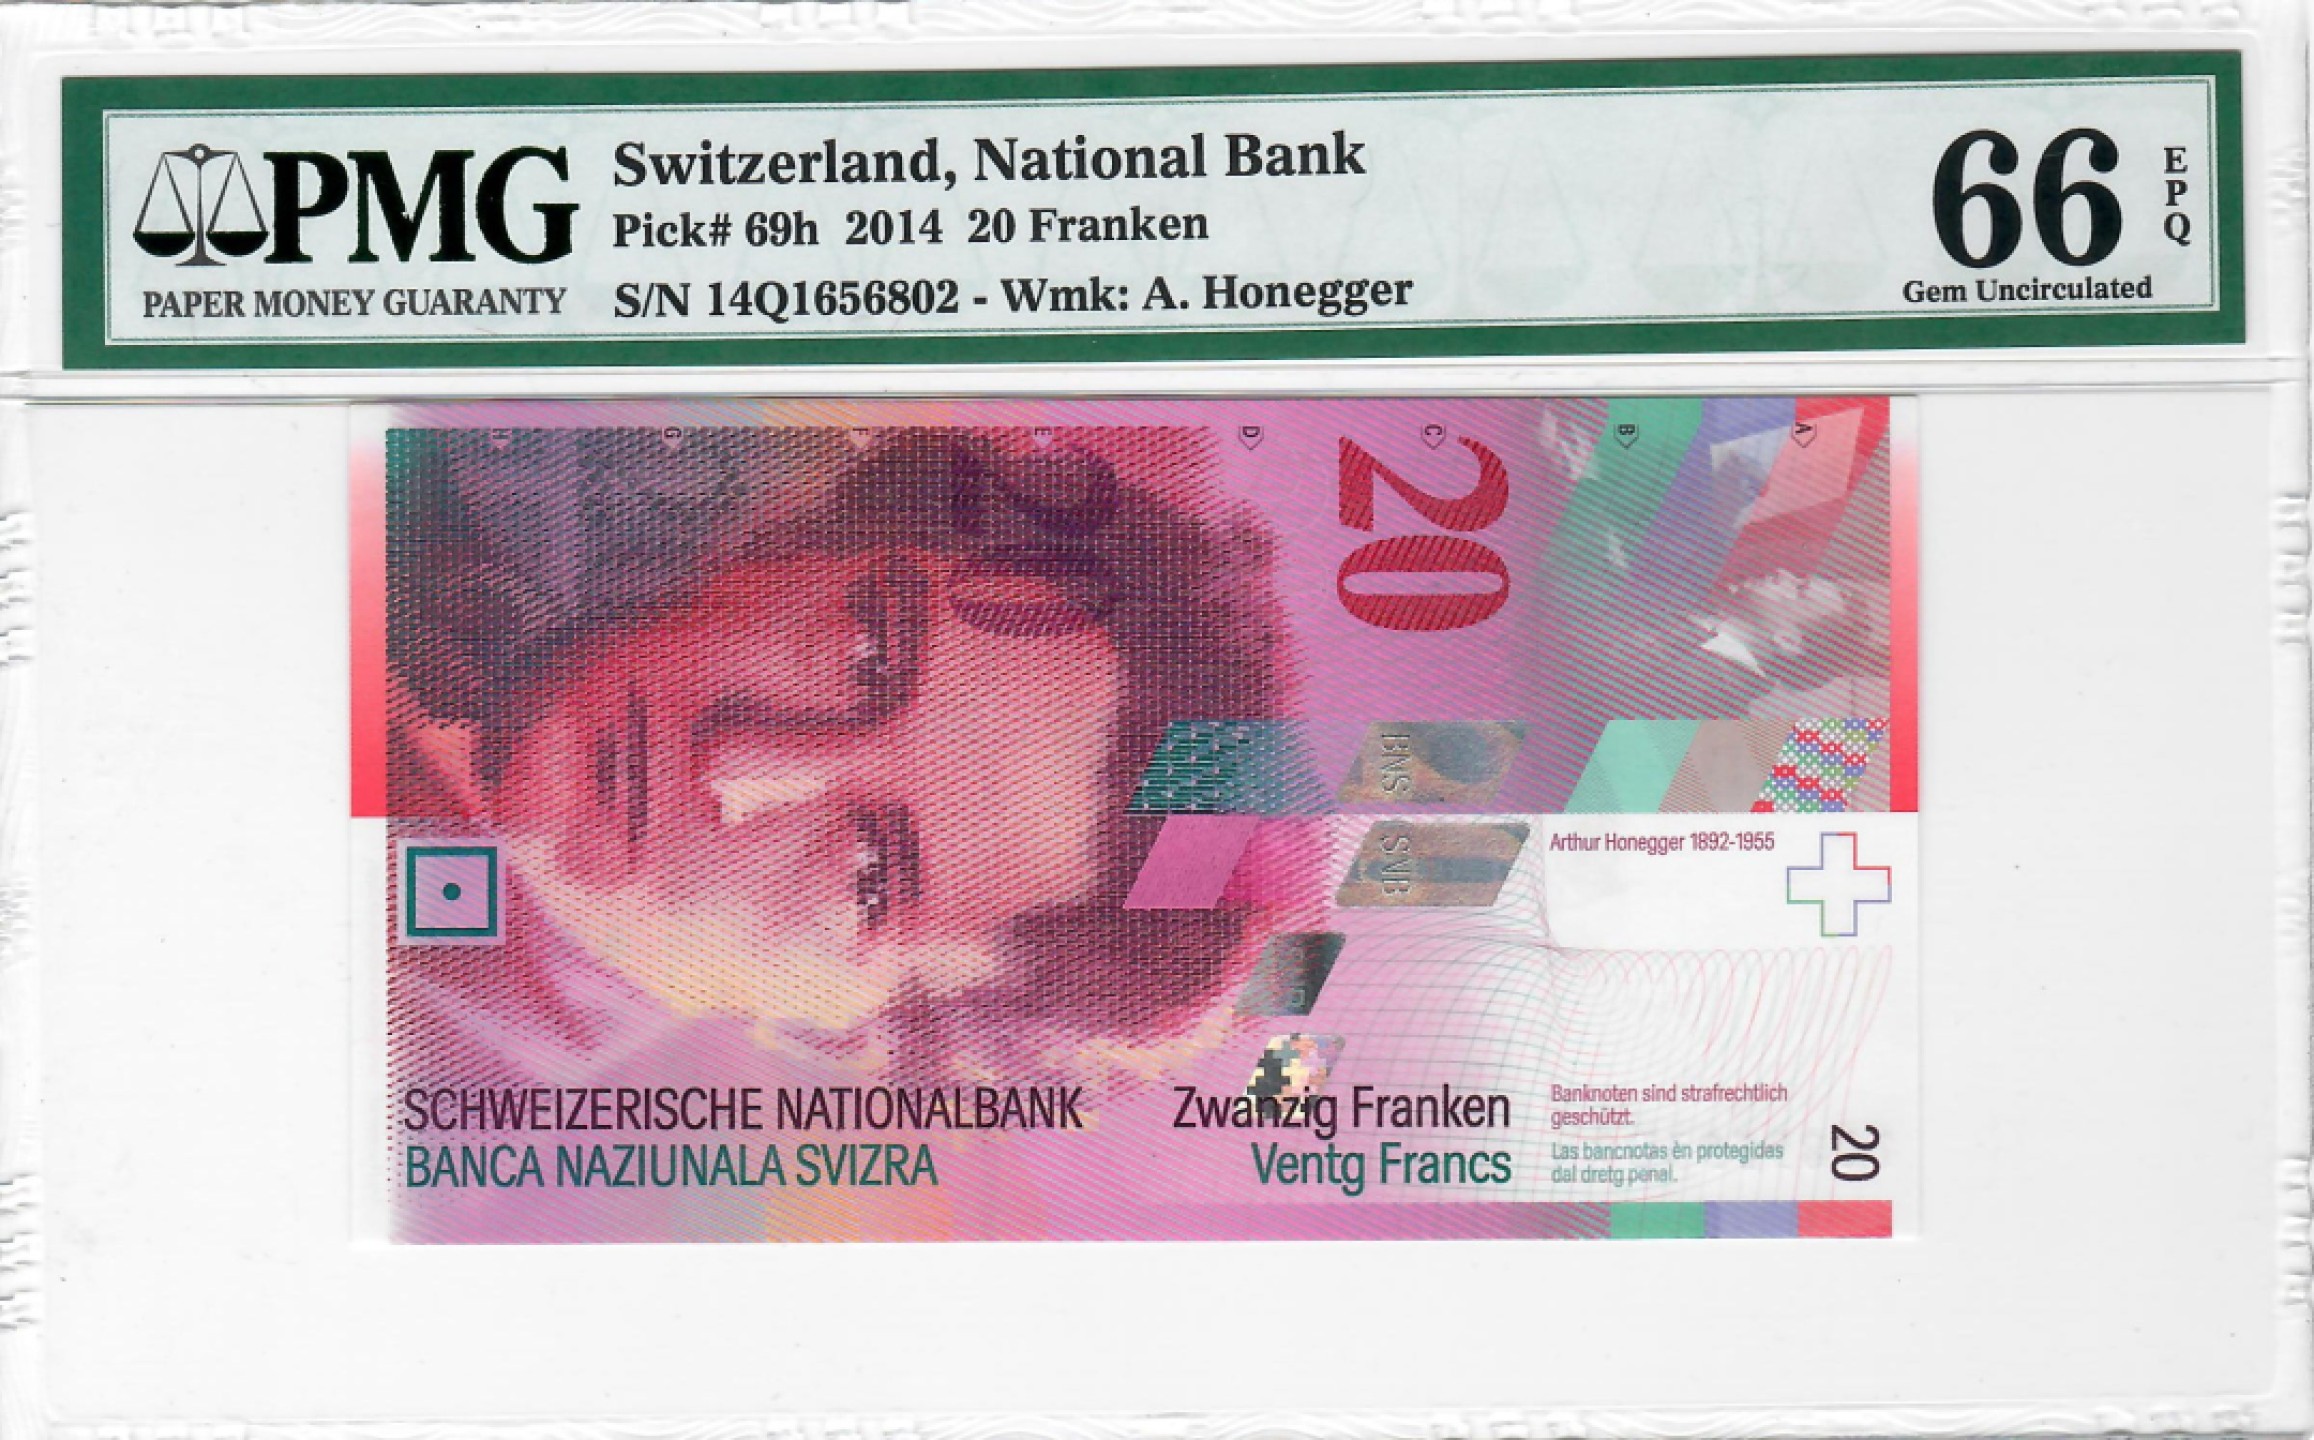 PMG
PAPER MONEY GUARANTY
Switzerland, National Bank
Pick# 69h 2014 20 Franken
S/N 14Q1656802 - Wmk: A. Honegger
66
EPQ
Gem Uncirculated
H G F E D C B A
20
BNS
SNB
Arthur Honegger 1892-1955
SCHWEIZERISCHE NATIONALBANK
BANCA NAZIUNALA SVIZRA
Zwanzig Franken
Ventg Francs
Banknoten sind strafrechtlich
geschützt.
Las bancnotas èn protegidas
dal dretg penal.
20